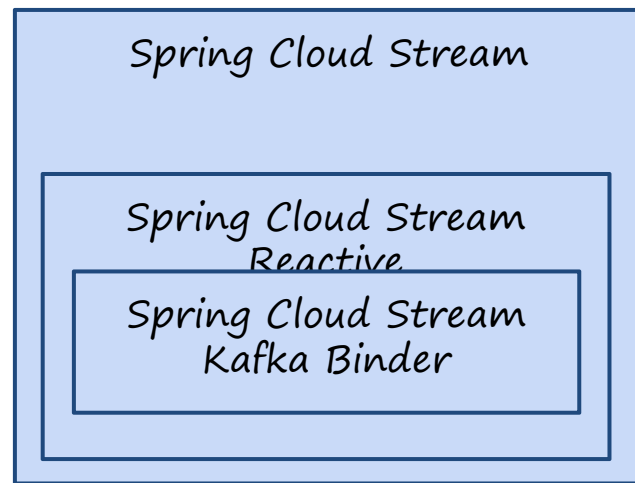 Spring Cloud Stream
Spring Cloud Stream
Reactive
Spring Cloud Stream
Kafka Binder